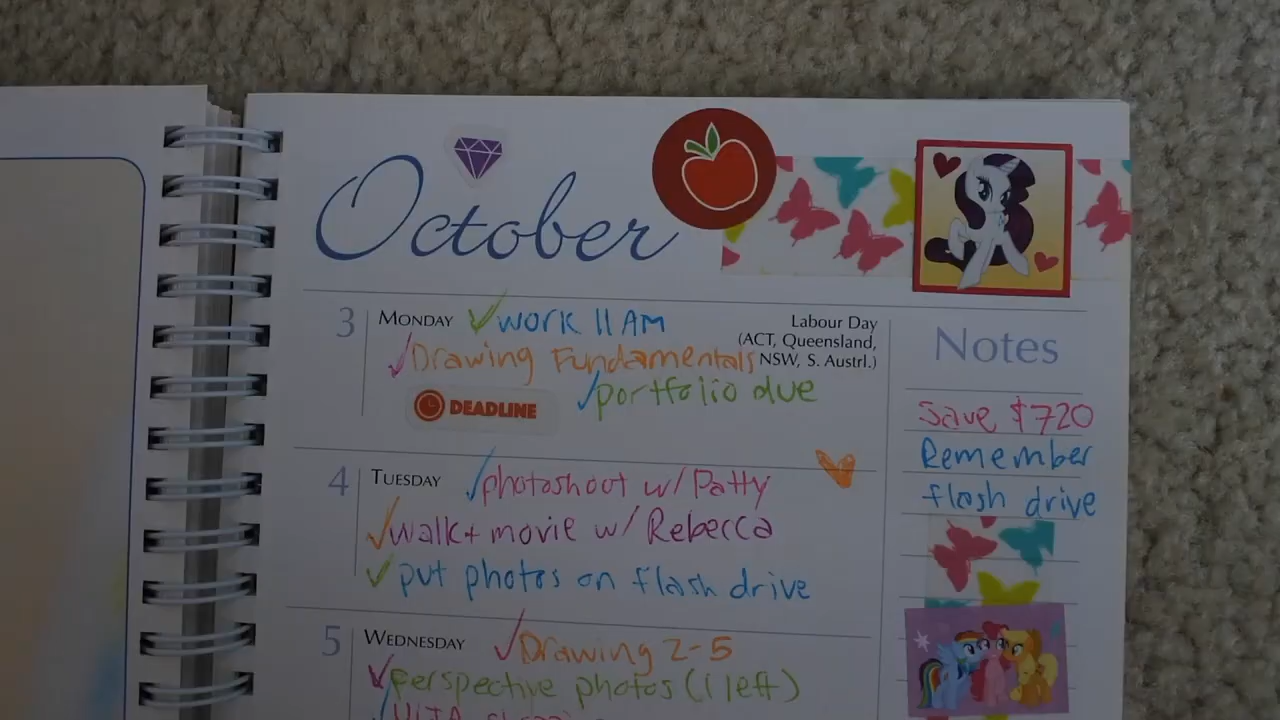 October
3 MONDAY work 11 AM
Labour Day
(ACT, Queensland,
NSW, S. Austrl.)
Drawing Fundamentals
DEADLINE portfolio due
Notes
Save $720
Remember
flash drive
4 TUESDAY photoshoot w/ Patty
walk + movie w/ Rebecca
put photos on flash drive
5 WEDNESDAY Drawing 2-5
Perspective photos (1 left)